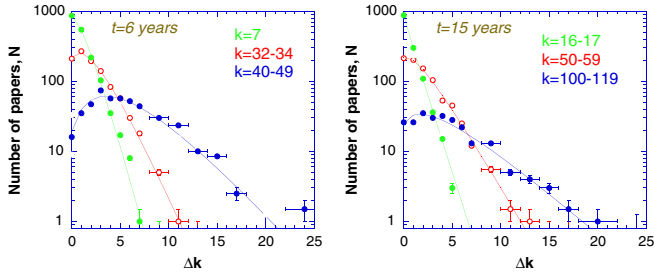 1000
100
10
1
Number of papers, N
t=6 years
k=7
k=32-34
k=40-49
0 5 10 15 20 25
Δk
1000
100
10
1
Number of papers, N
t=15 years
k=16-17
k=50-59
k=100-119
0 5 10 15 20 25
Δk